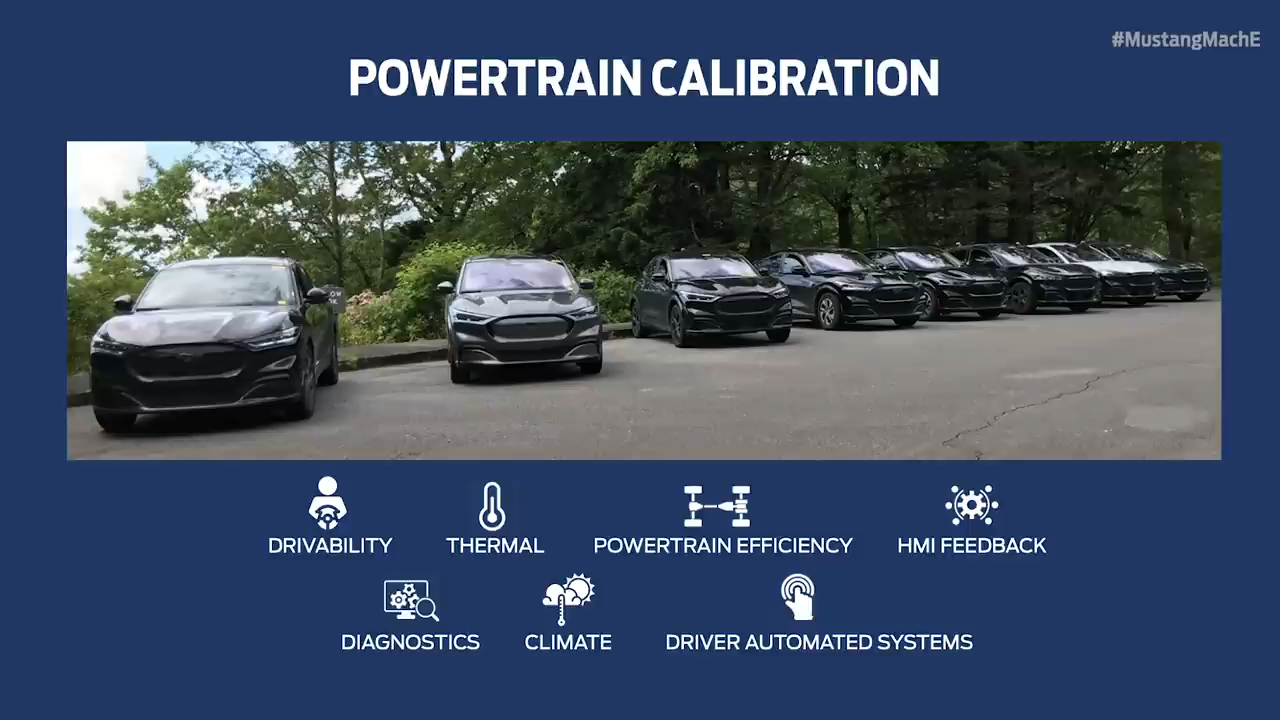 #MustangMachE
POWERTRAIN CALIBRATION
DRIVABILITY
THERMAL
POWERTRAIN EFFICIENCY
HMI FEEDBACK
DIAGNOSTICS
CLIMATE
DRIVER AUTOMATED SYSTEMS